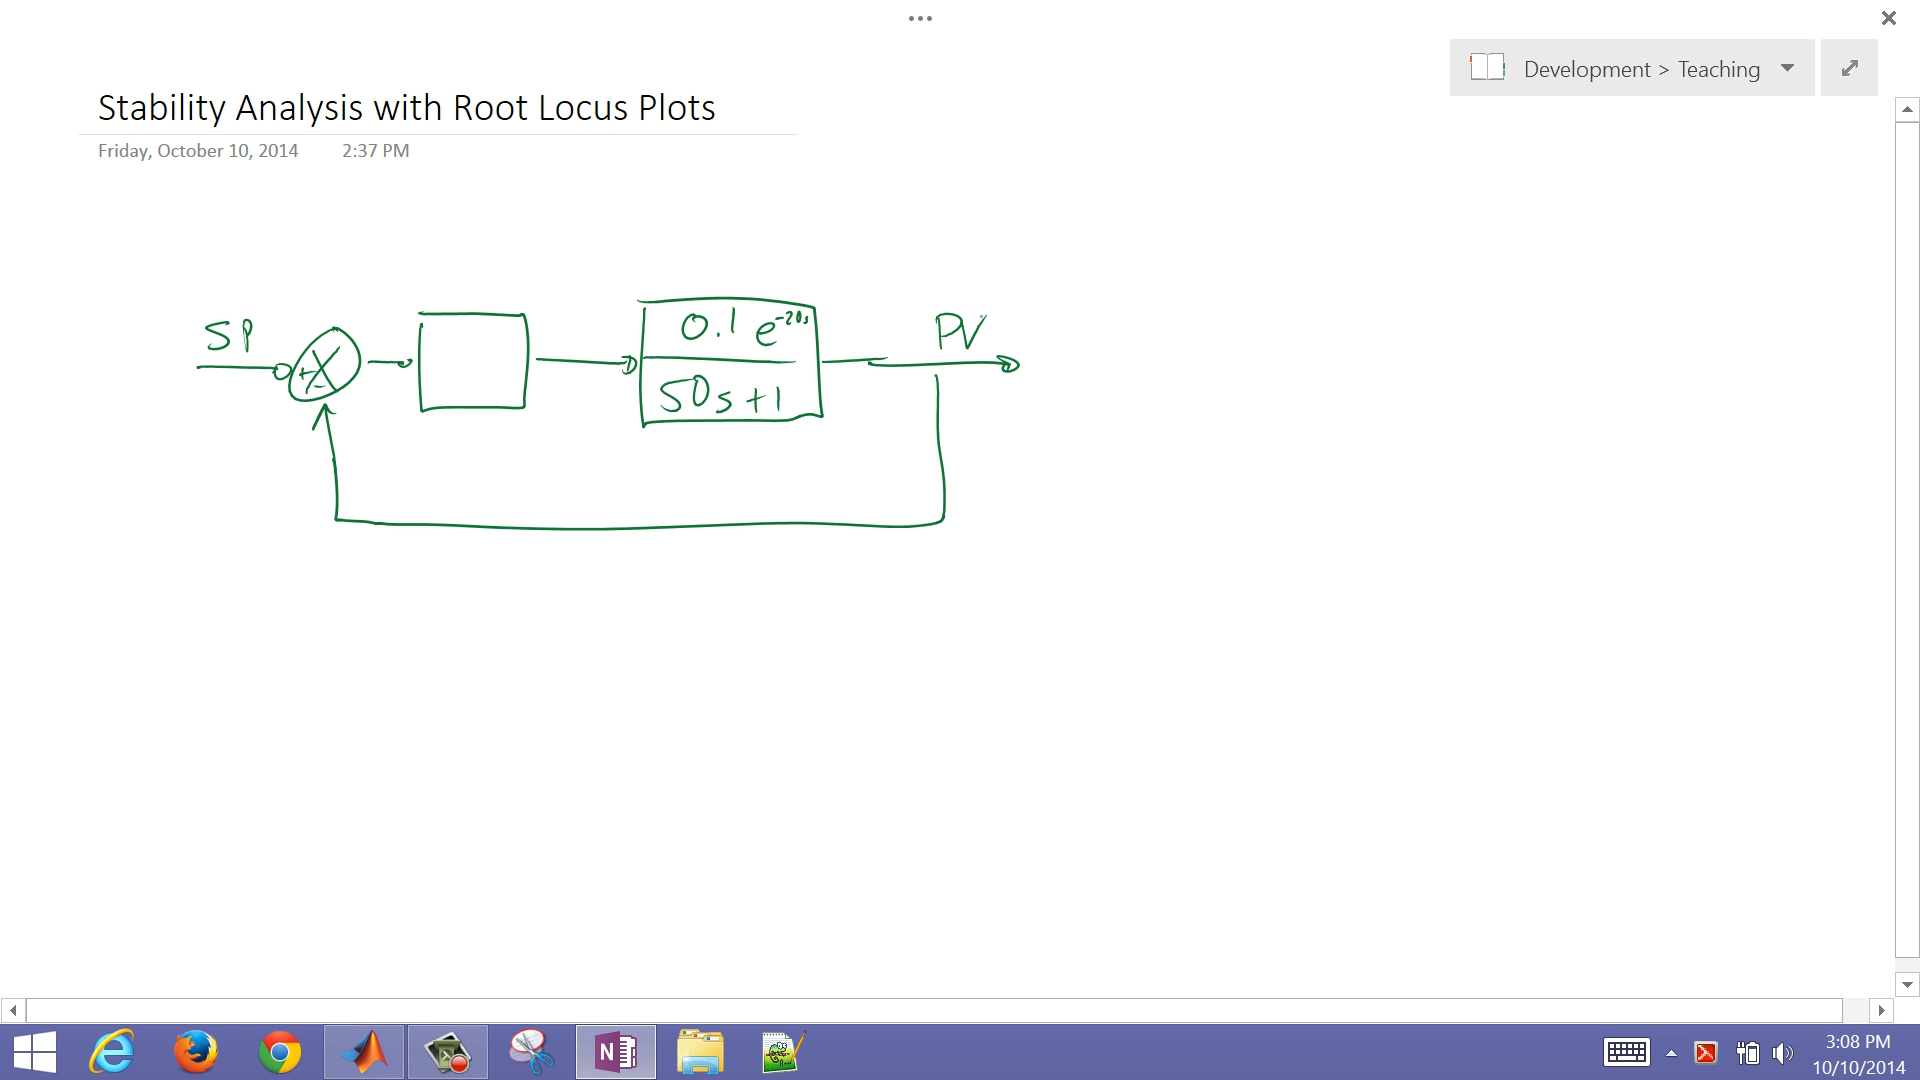 Development > Teaching
Stability Analysis with Root Locus Plots
Friday, October 10, 2014 2:37 PM
SP
+
−
0.1 e^-20s
50s+1
PV
N
3:08 PM
10/10/2014